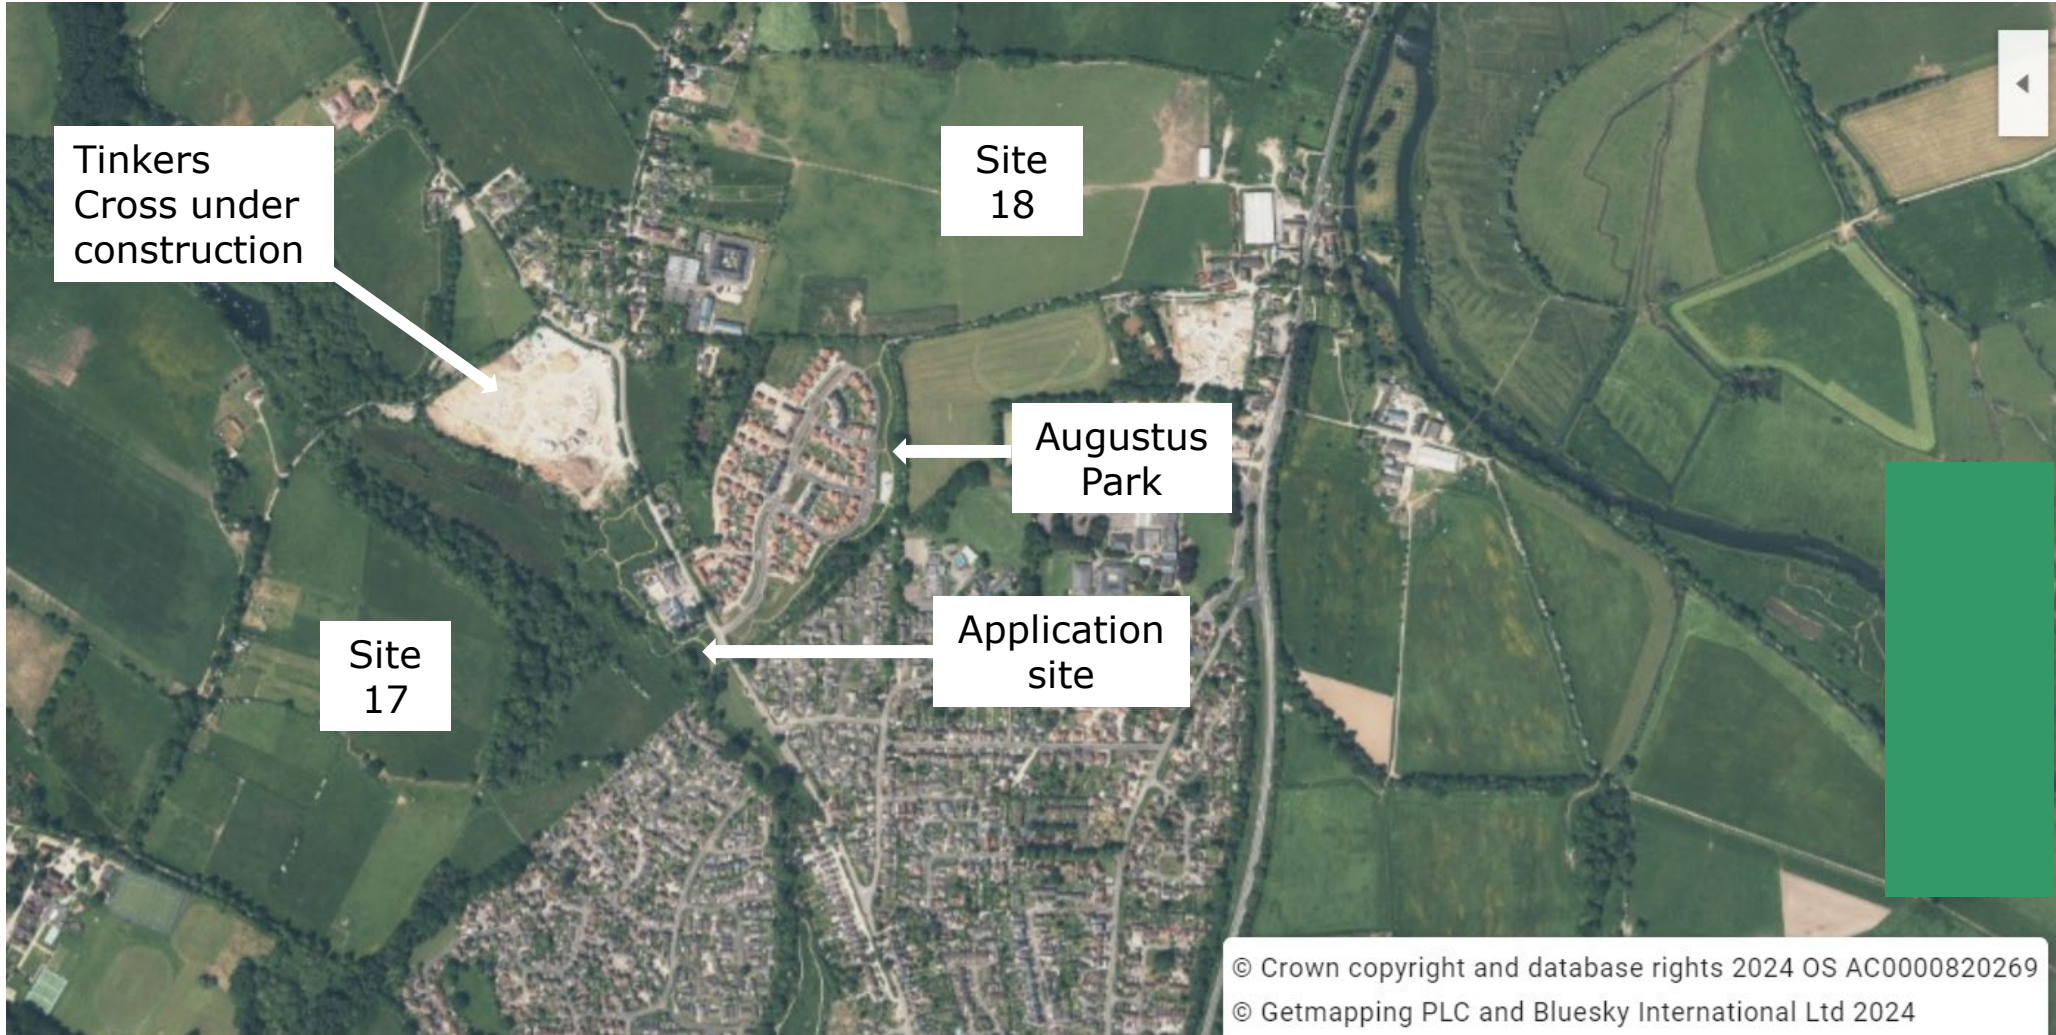 Tinkers
Cross under
construction
Site
18
Augustus
Park
Application
site
Site
17
© Crown copyright and database rights 2024 OS AC0000820269
© Getmapping PLC and Bluesky International Ltd 2024